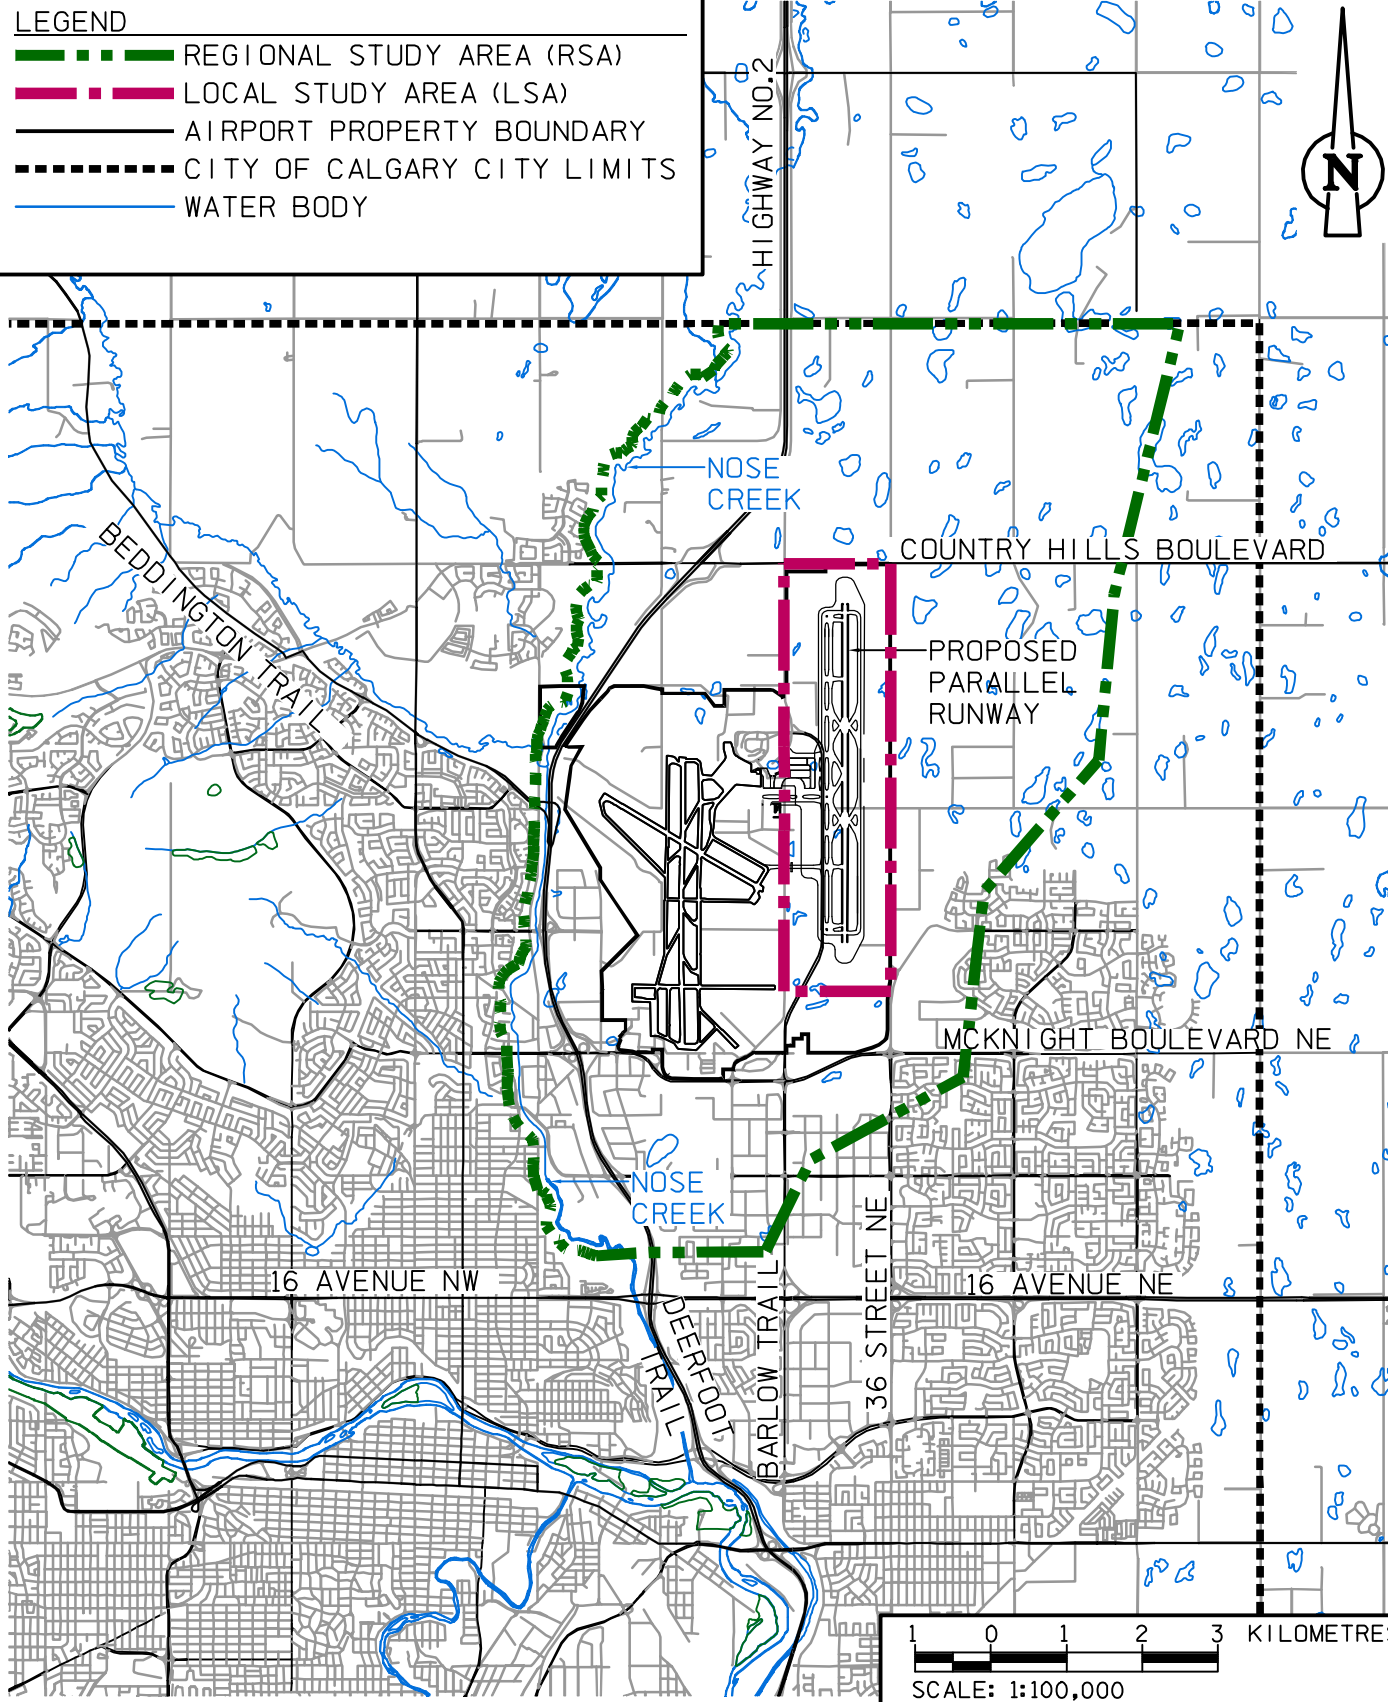 LEGEND
REGIONAL STUDY AREA (RSA)
LOCAL STUDY AREA (LSA)
AIRPORT PROPERTY BOUNDARY
CITY OF CALGARY CITY LIMITS
WATER BODY
HIGHWAY NO.2
N
NOSE
CREEK
BEDDINGTON TRAIL
COUNTRY HILLS BOULEVARD
PROPOSED
PARALLEL
RUNWAY
MCKNIGHT BOULEVARD NE
NOSE
CREEK
16 AVENUE NW
16 AVENUE NE
DEERFOOT
TRAIL
BARLOW TRAIL
36 STREET NE
1 0 1 2 3 KILOMETRES
SCALE: 1:100,000